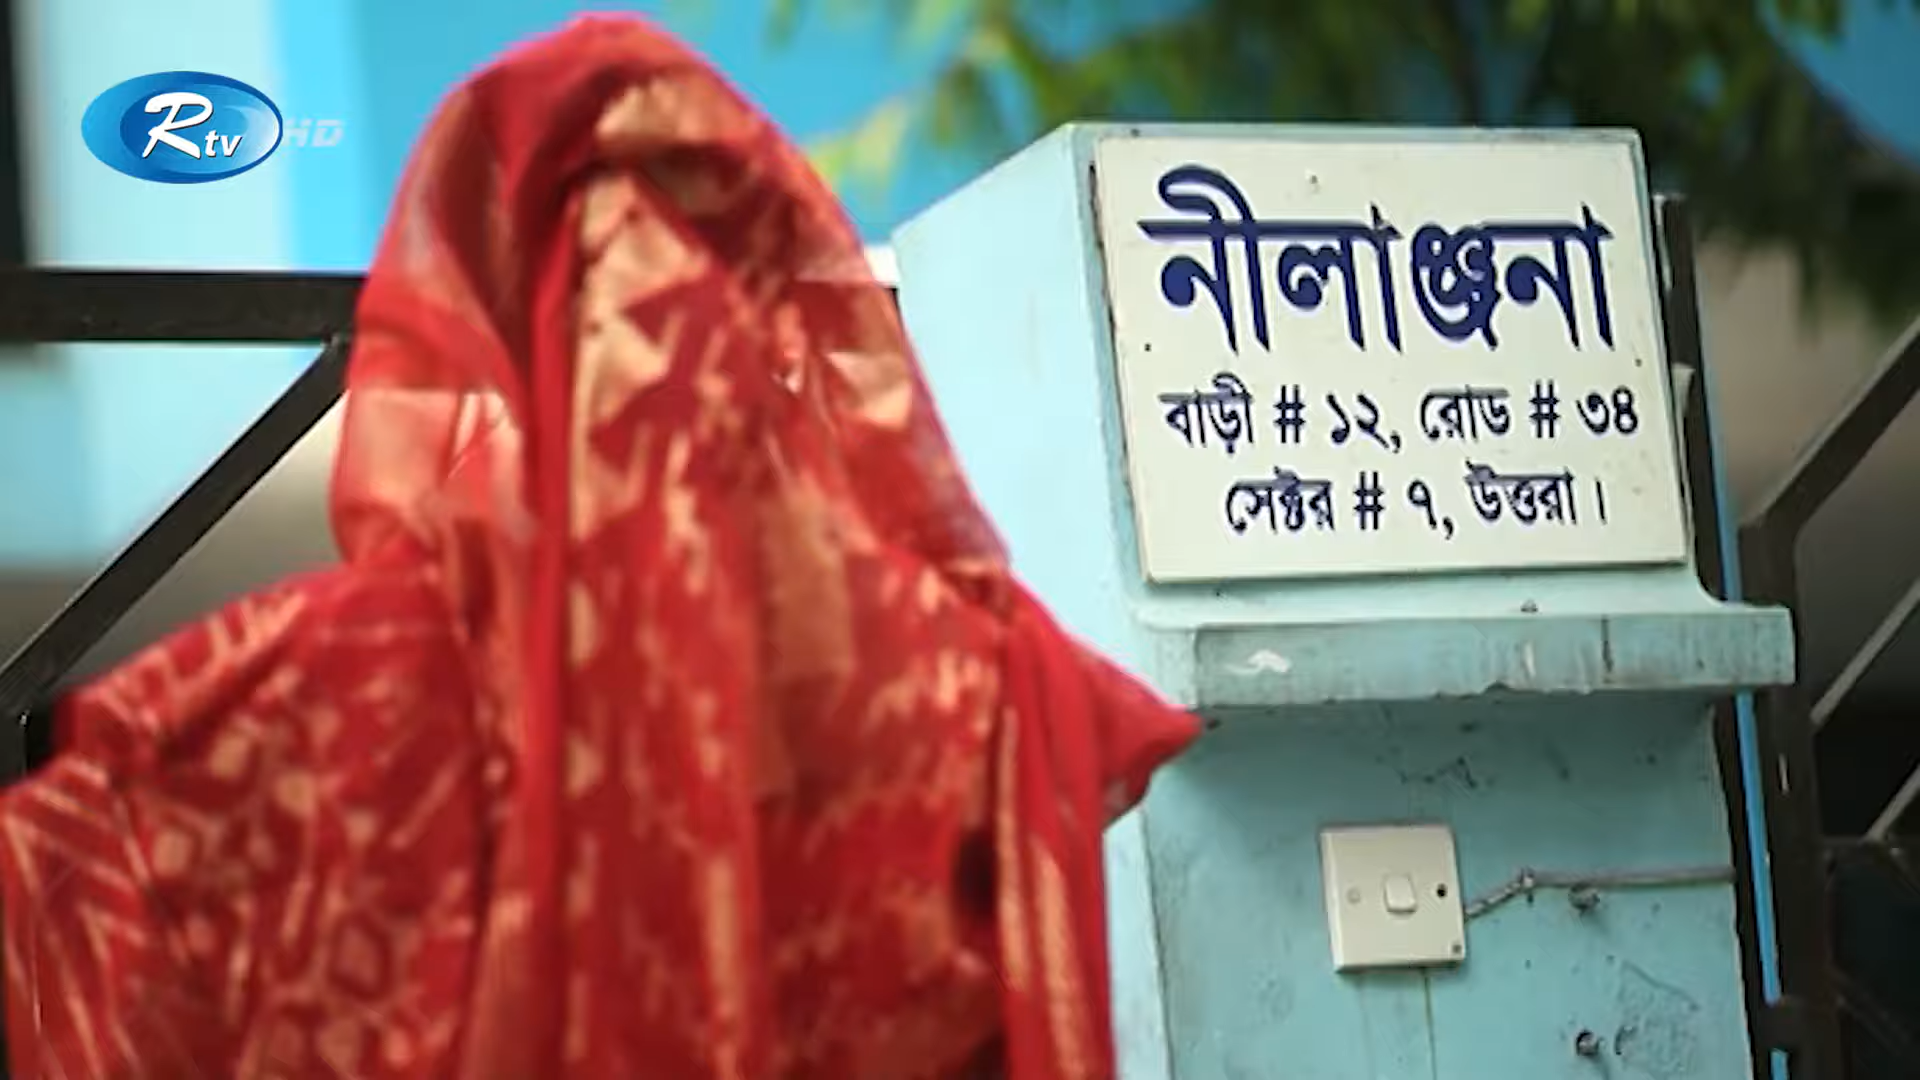 Rtv HD
নীলাঞ্জনা
বাড়ী # ১২, রোড # ৩৪
সেক্টর # ৭, উত্তরা।